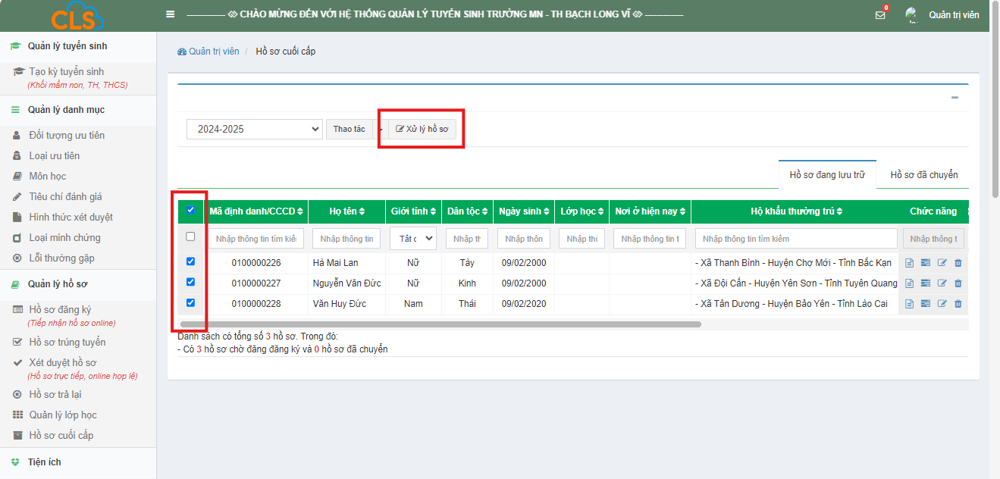 CLS
------------- CHÀO MỪNG ĐẾN VỚI HỆ THỐNG QUẢN LÝ TUYỂN SINH TRƯỜNG MN - TH BẠCH LONG VĨ -------------
0
Quản trị viên
Quản lý tuyển sinh
Tạo kỳ tuyển sinh
(Khối mầm non, TH, THCS)
Quản lý danh mục
Đối tượng ưu tiên
Loại ưu tiên
Môn học
Tiêu chí đánh giá
Hình thức xét duyệt
Loại minh chứng
Lỗi thường gặp
Quản lý hồ sơ
Hồ sơ đăng ký
(Tiếp nhận hồ sơ online)
Hồ sơ trúng tuyển
Xét duyệt hồ sơ
(Hồ sơ trực tiếp, online hợp lệ)
Hồ sơ trả lại
Quản lý lớp học
Hồ sơ cuối cấp
Tiện ích
Quản trị viên / Hồ sơ cuối cấp
2024-2025 Thao tác Xử lý hồ sơ
Hồ sơ đang lưu trữ Hồ sơ đã chuyển
Mã định danh/CCCD Họ tên Giới tính Dân tộc Ngày sinh Lớp học Nơi ở hiện nay Hộ khẩu thường trú Chức năng
Nhập thông tin tìm kiế Nhập thông tin Tất c Nhập th Nhập thôn Nhập thô Nhập thông tin t Nhập thông tin tìm kiếm Nhập thông t
0100000226 Hà Mai Lan Nữ Tày 09/02/2000 - Xã Thanh Bình - Huyện Chợ Mới - Tỉnh Bắc Kạn
0100000227 Nguyễn Văn Đức Nữ Kinh 09/02/2000 - Xã Đội Cấn - Huyện Yên Sơn - Tỉnh Tuyên Quang
0100000228 Văn Huy Đức Nam Thái 09/02/2020 - Xã Tân Dương - Huyện Bảo Yên - Tỉnh Lào Cai
Danh sách có tổng số 3 hồ sơ. Trong đó:
- Có 3 hồ sơ chờ đăng đăng ký và 0 hồ sơ đã chuyển